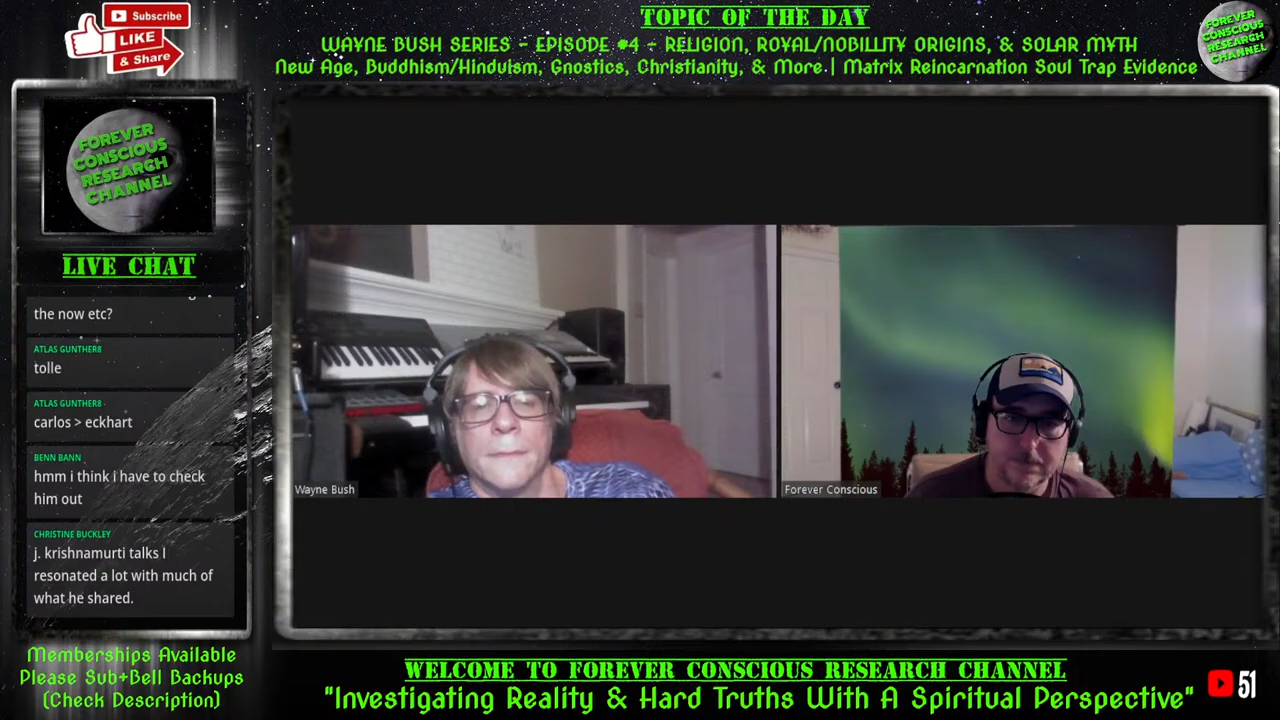 Subscribe
LIKE
& Share
TOPIC OF THE DAY
WAYNE BUSH SERIES - EPISODE #4 - RELIGION, ROYAL/NOBILLITY ORIGINS, & SOLAR MYTH
New Age, Buddhism/Hinduism, Gnostics, Christianity, & More | Matrix Reincarnation Soul Trap Evidence
FOREVER
CONSCIOUS
RESEARCH
CHANNEL
FOREVER
CONSCIOUS
RESEARCH
CHANNEL
LIVE CHAT
the now etc?
ATLAS GUNTHER8
tolle
ATLAS GUNTHER8
carlos > eckhart
BENN BANN
hmm i think i have to check
him out
CHRISTINE BUCKLEY
j. krishnamurti talks I
resonated a lot with much of
what he shared.
Wayne Bush
Forever Conscious
Memberships Available
Please Sub+Bell Backups
(Check Description)
WELCOME TO FOREVER CONSCIOUS RESEARCH CHANNEL
"Investigating Reality & Hard Truths With A Spiritual Perspective"
51